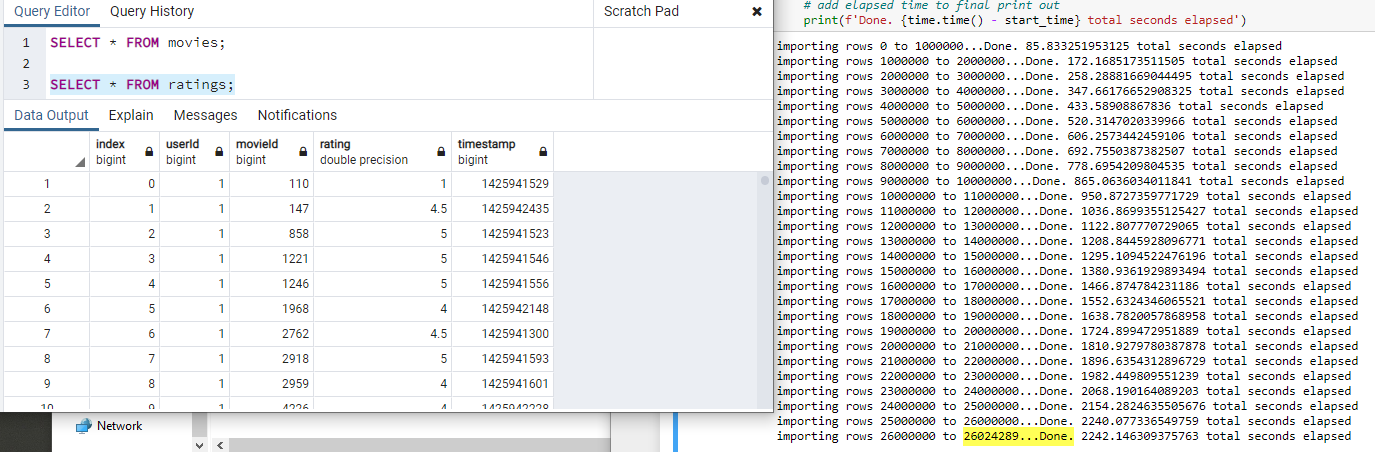 Query Editor Query History
Scratch Pad ✖
1 SELECT * FROM movies;
2
3 SELECT * FROM ratings;
Data Output Explain Messages Notifications
index bigint userId bigint movieId bigint rating double precision timestamp bigint
1 0 1 110 1 1425941529
2 1 1 147 4.5 1425942435
3 2 1 858 5 1425941523
4 3 1 1221 5 1425941546
5 4 1 1246 5 1425941556
6 5 1 1968 4 1425942148
7 6 1 2762 4.5 1425941300
8 7 1 2918 5 1425941593
9 8 1 2959 4 1425941601
10 9 1 4226 4 1425942228
Network
# add elapsed time to final print out
print(f'Done. {time.time() - start_time} total seconds elapsed')
importing rows 0 to 1000000...Done. 85.833251953125 total seconds elapsed
importing rows 1000000 to 2000000...Done. 172.1685173511505 total seconds elapsed
importing rows 2000000 to 3000000...Done. 258.28881669044495 total seconds elapsed
importing rows 3000000 to 4000000...Done. 347.66176652908325 total seconds elapsed
importing rows 4000000 to 5000000...Done. 433.58908867836 total seconds elapsed
importing rows 5000000 to 6000000...Done. 520.3147020339966 total seconds elapsed
importing rows 6000000 to 7000000...Done. 606.2573442459106 total seconds elapsed
importing rows 7000000 to 8000000...Done. 692.7550387382507 total seconds elapsed
importing rows 8000000 to 9000000...Done. 778.6954209804535 total seconds elapsed
importing rows 9000000 to 10000000...Done. 865.0636034011841 total seconds elapsed
importing rows 10000000 to 11000000...Done. 950.8727359771729 total seconds elapsed
importing rows 11000000 to 12000000...Done. 1036.8699355125427 total seconds elapsed
importing rows 12000000 to 13000000...Done. 1122.807770729065 total seconds elapsed
importing rows 13000000 to 14000000...Done. 1208.8445928096771 total seconds elapsed
importing rows 14000000 to 15000000...Done. 1295.1094522476196 total seconds elapsed
importing rows 15000000 to 16000000...Done. 1380.9361929893494 total seconds elapsed
importing rows 16000000 to 17000000...Done. 1466.874784231186 total seconds elapsed
importing rows 17000000 to 18000000...Done. 1552.6324346065521 total seconds elapsed
importing rows 18000000 to 19000000...Done. 1638.7820057868958 total seconds elapsed
importing rows 19000000 to 20000000...Done. 1724.899472951889 total seconds elapsed
importing rows 20000000 to 21000000...Done. 1810.9279780387878 total seconds elapsed
importing rows 21000000 to 22000000...Done. 1896.6354312896729 total seconds elapsed
importing rows 22000000 to 23000000...Done. 1982.449809551239 total seconds elapsed
importing rows 23000000 to 24000000...Done. 2068.190164089203 total seconds elapsed
importing rows 24000000 to 25000000...Done. 2154.2824635505676 total seconds elapsed
importing rows 25000000 to 26000000...Done. 2240.077336549759 total seconds elapsed
importing rows 26000000 to 26024289...Done. 2242.146309375763 total seconds elapsed